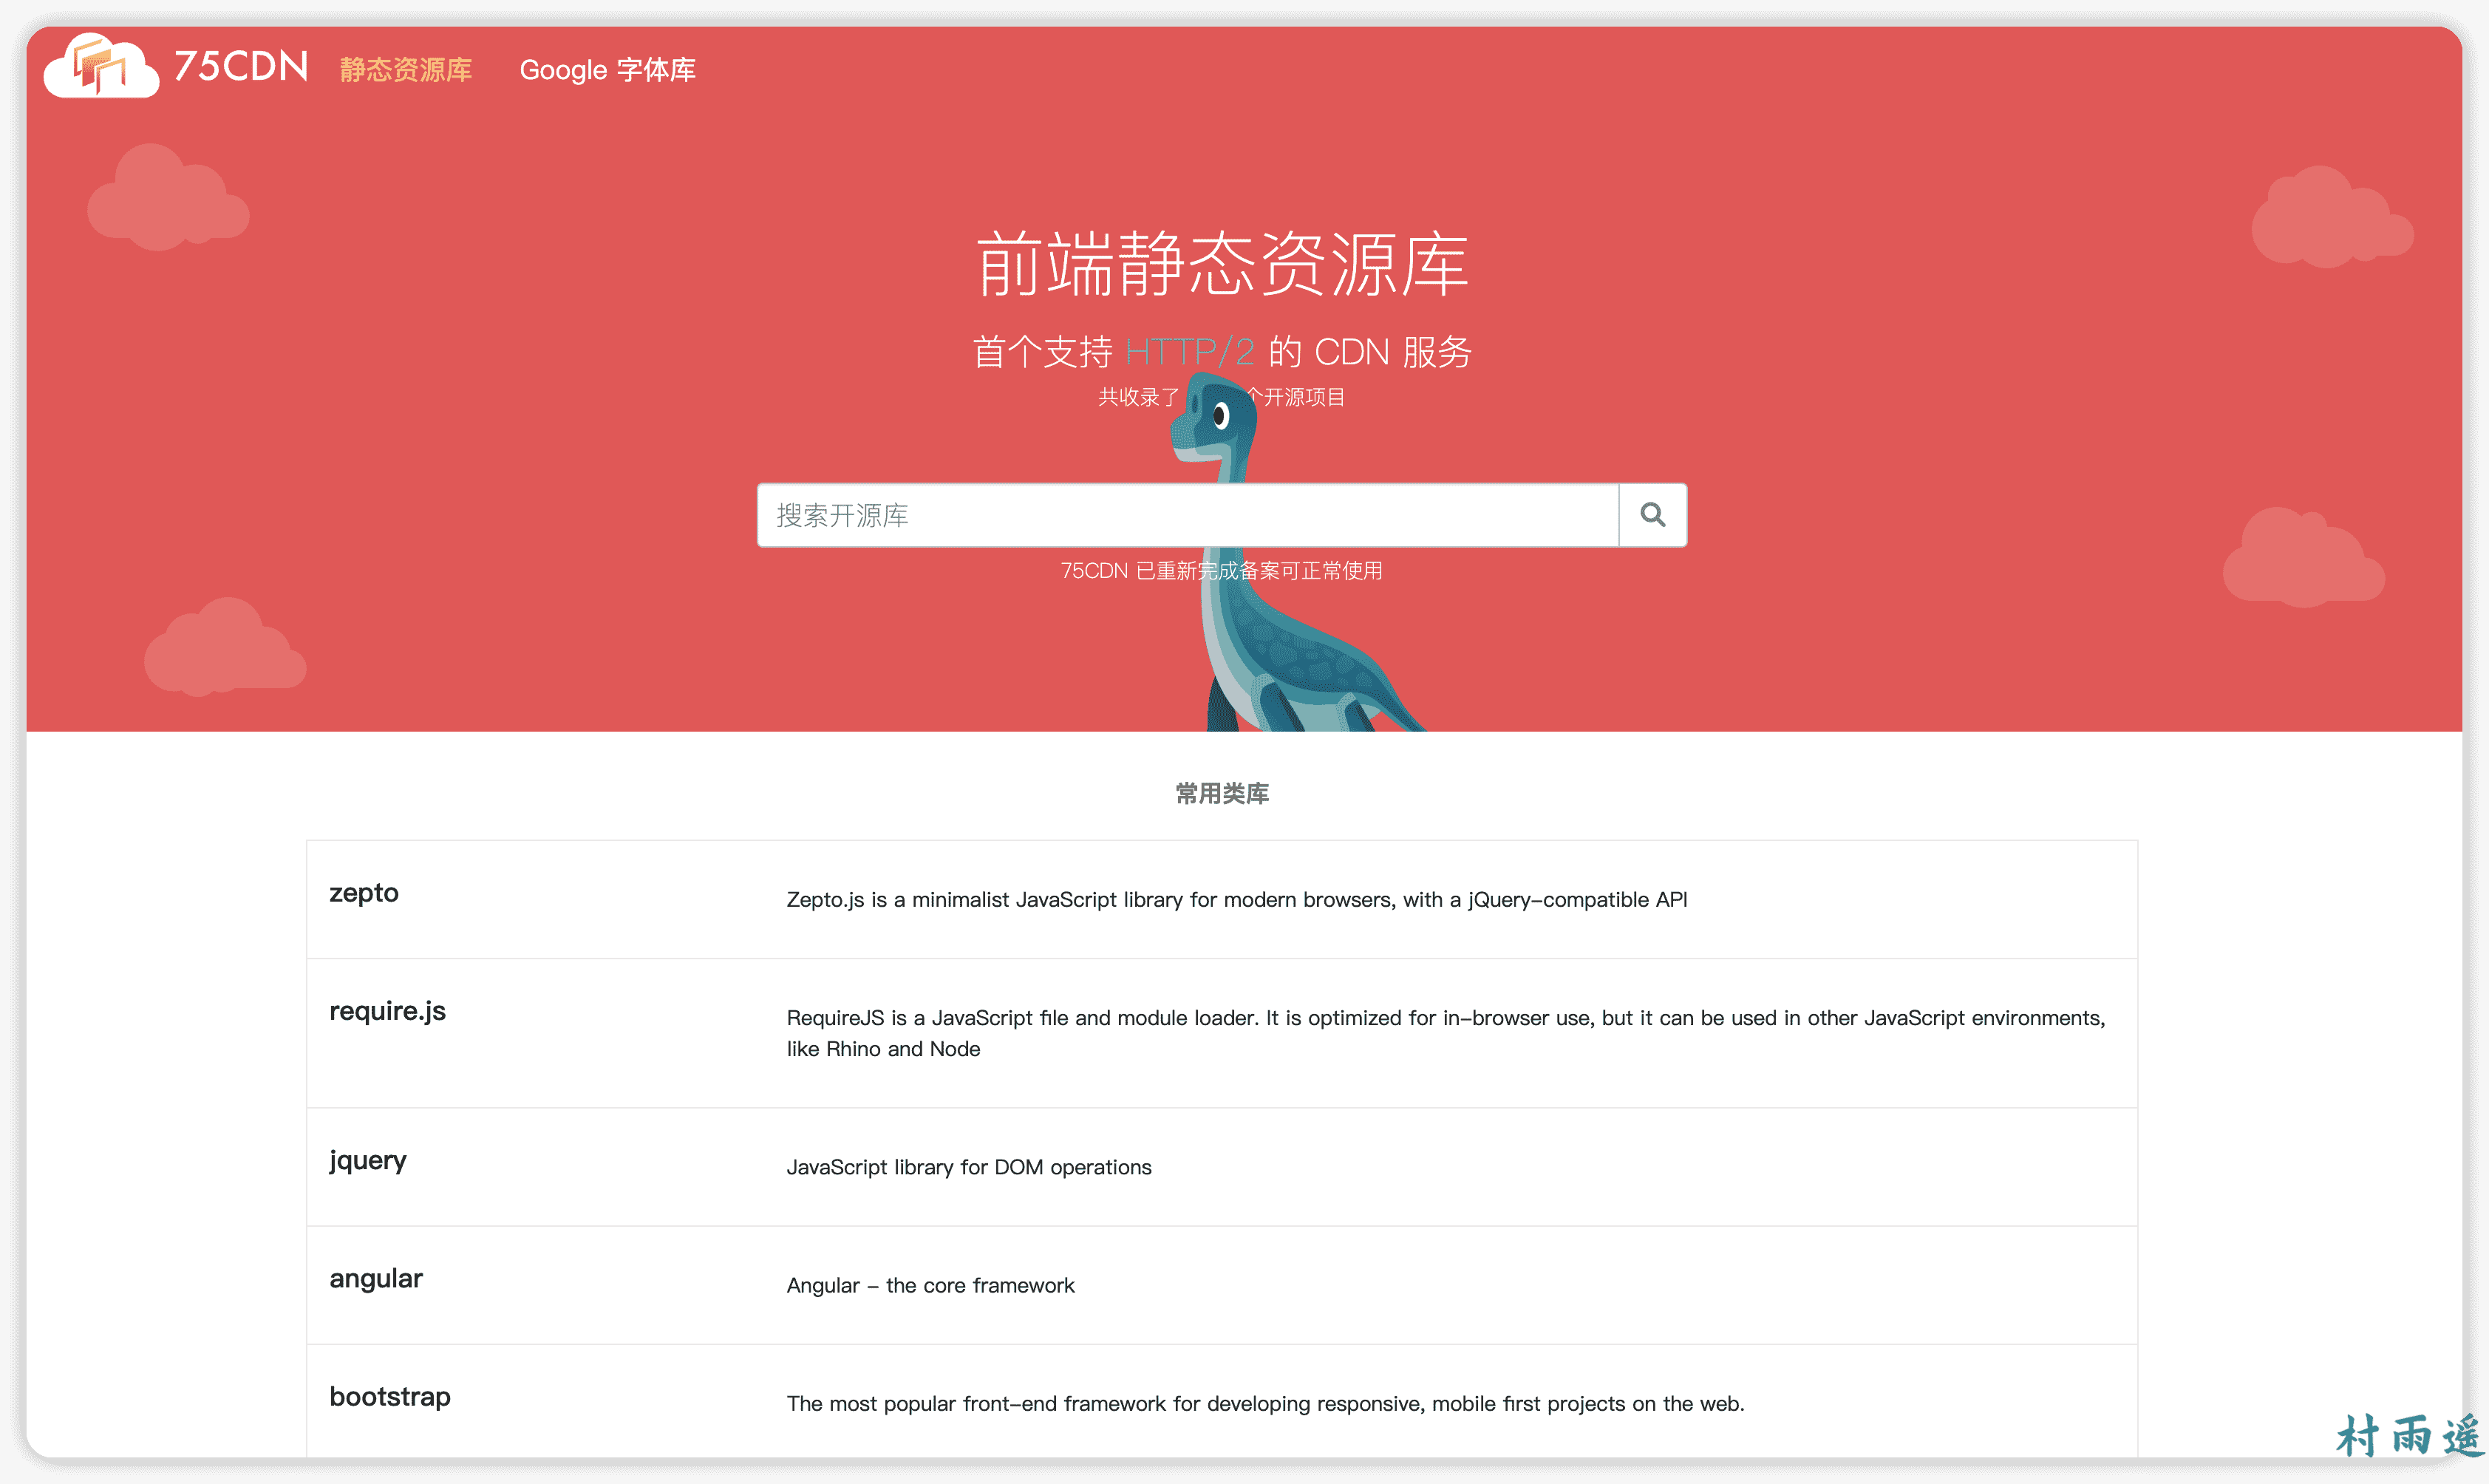 75CDN 静态资源库 Google 字体库
前端静态资源库
首个支持 HTTP/2 的 CDN 服务
共收录了 个开源项目
搜索开源库
75CDN 已重新完成备案可正常使用
常用类库
zepto
Zepto.js is a minimalist JavaScript library for modern browsers, with a jQuery-compatible API
require.js
RequireJS is a JavaScript file and module loader. It is optimized for in-browser use, but it can be used in other JavaScript environments,
like Rhino and Node
jquery
JavaScript library for DOM operations
angular
Angular - the core framework
bootstrap
The most popular front-end framework for developing responsive, mobile first projects on the web.
村雨遥